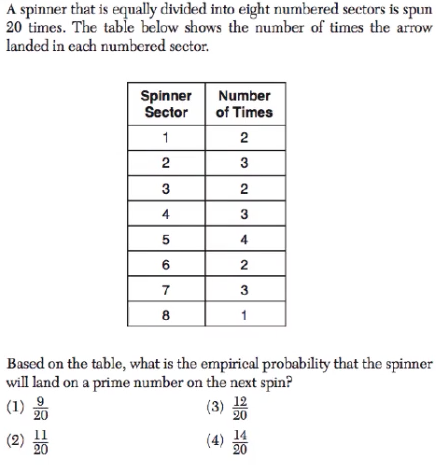 A spinner that is equally divided into eight numbered sectors is spun
20 times. The table below shows the number of times the arrow
landed in each numbered sector.
Spinner Sector Number of Times
1 2
2 3
3 2
4 3
5 4
6 2
7 3
8 1
Based on the table, what is the empirical probability that the spinner
will land on a prime number on the next spin?
(1) 9/20 (3) 12/20
(2) 11/20 (4) 14/20